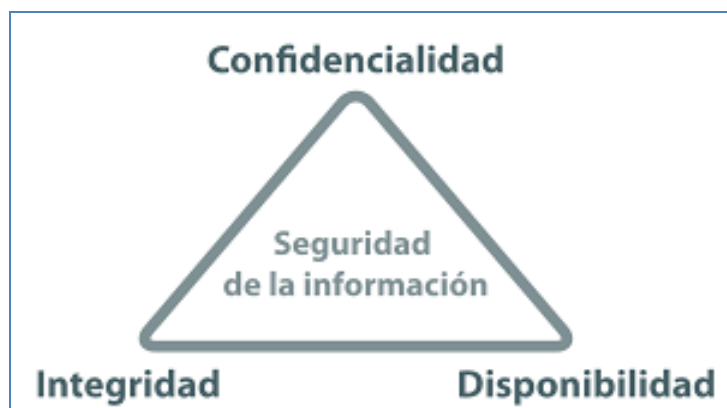 Confidencialidad
Seguridad
de la información
Integridad
Disponibilidad